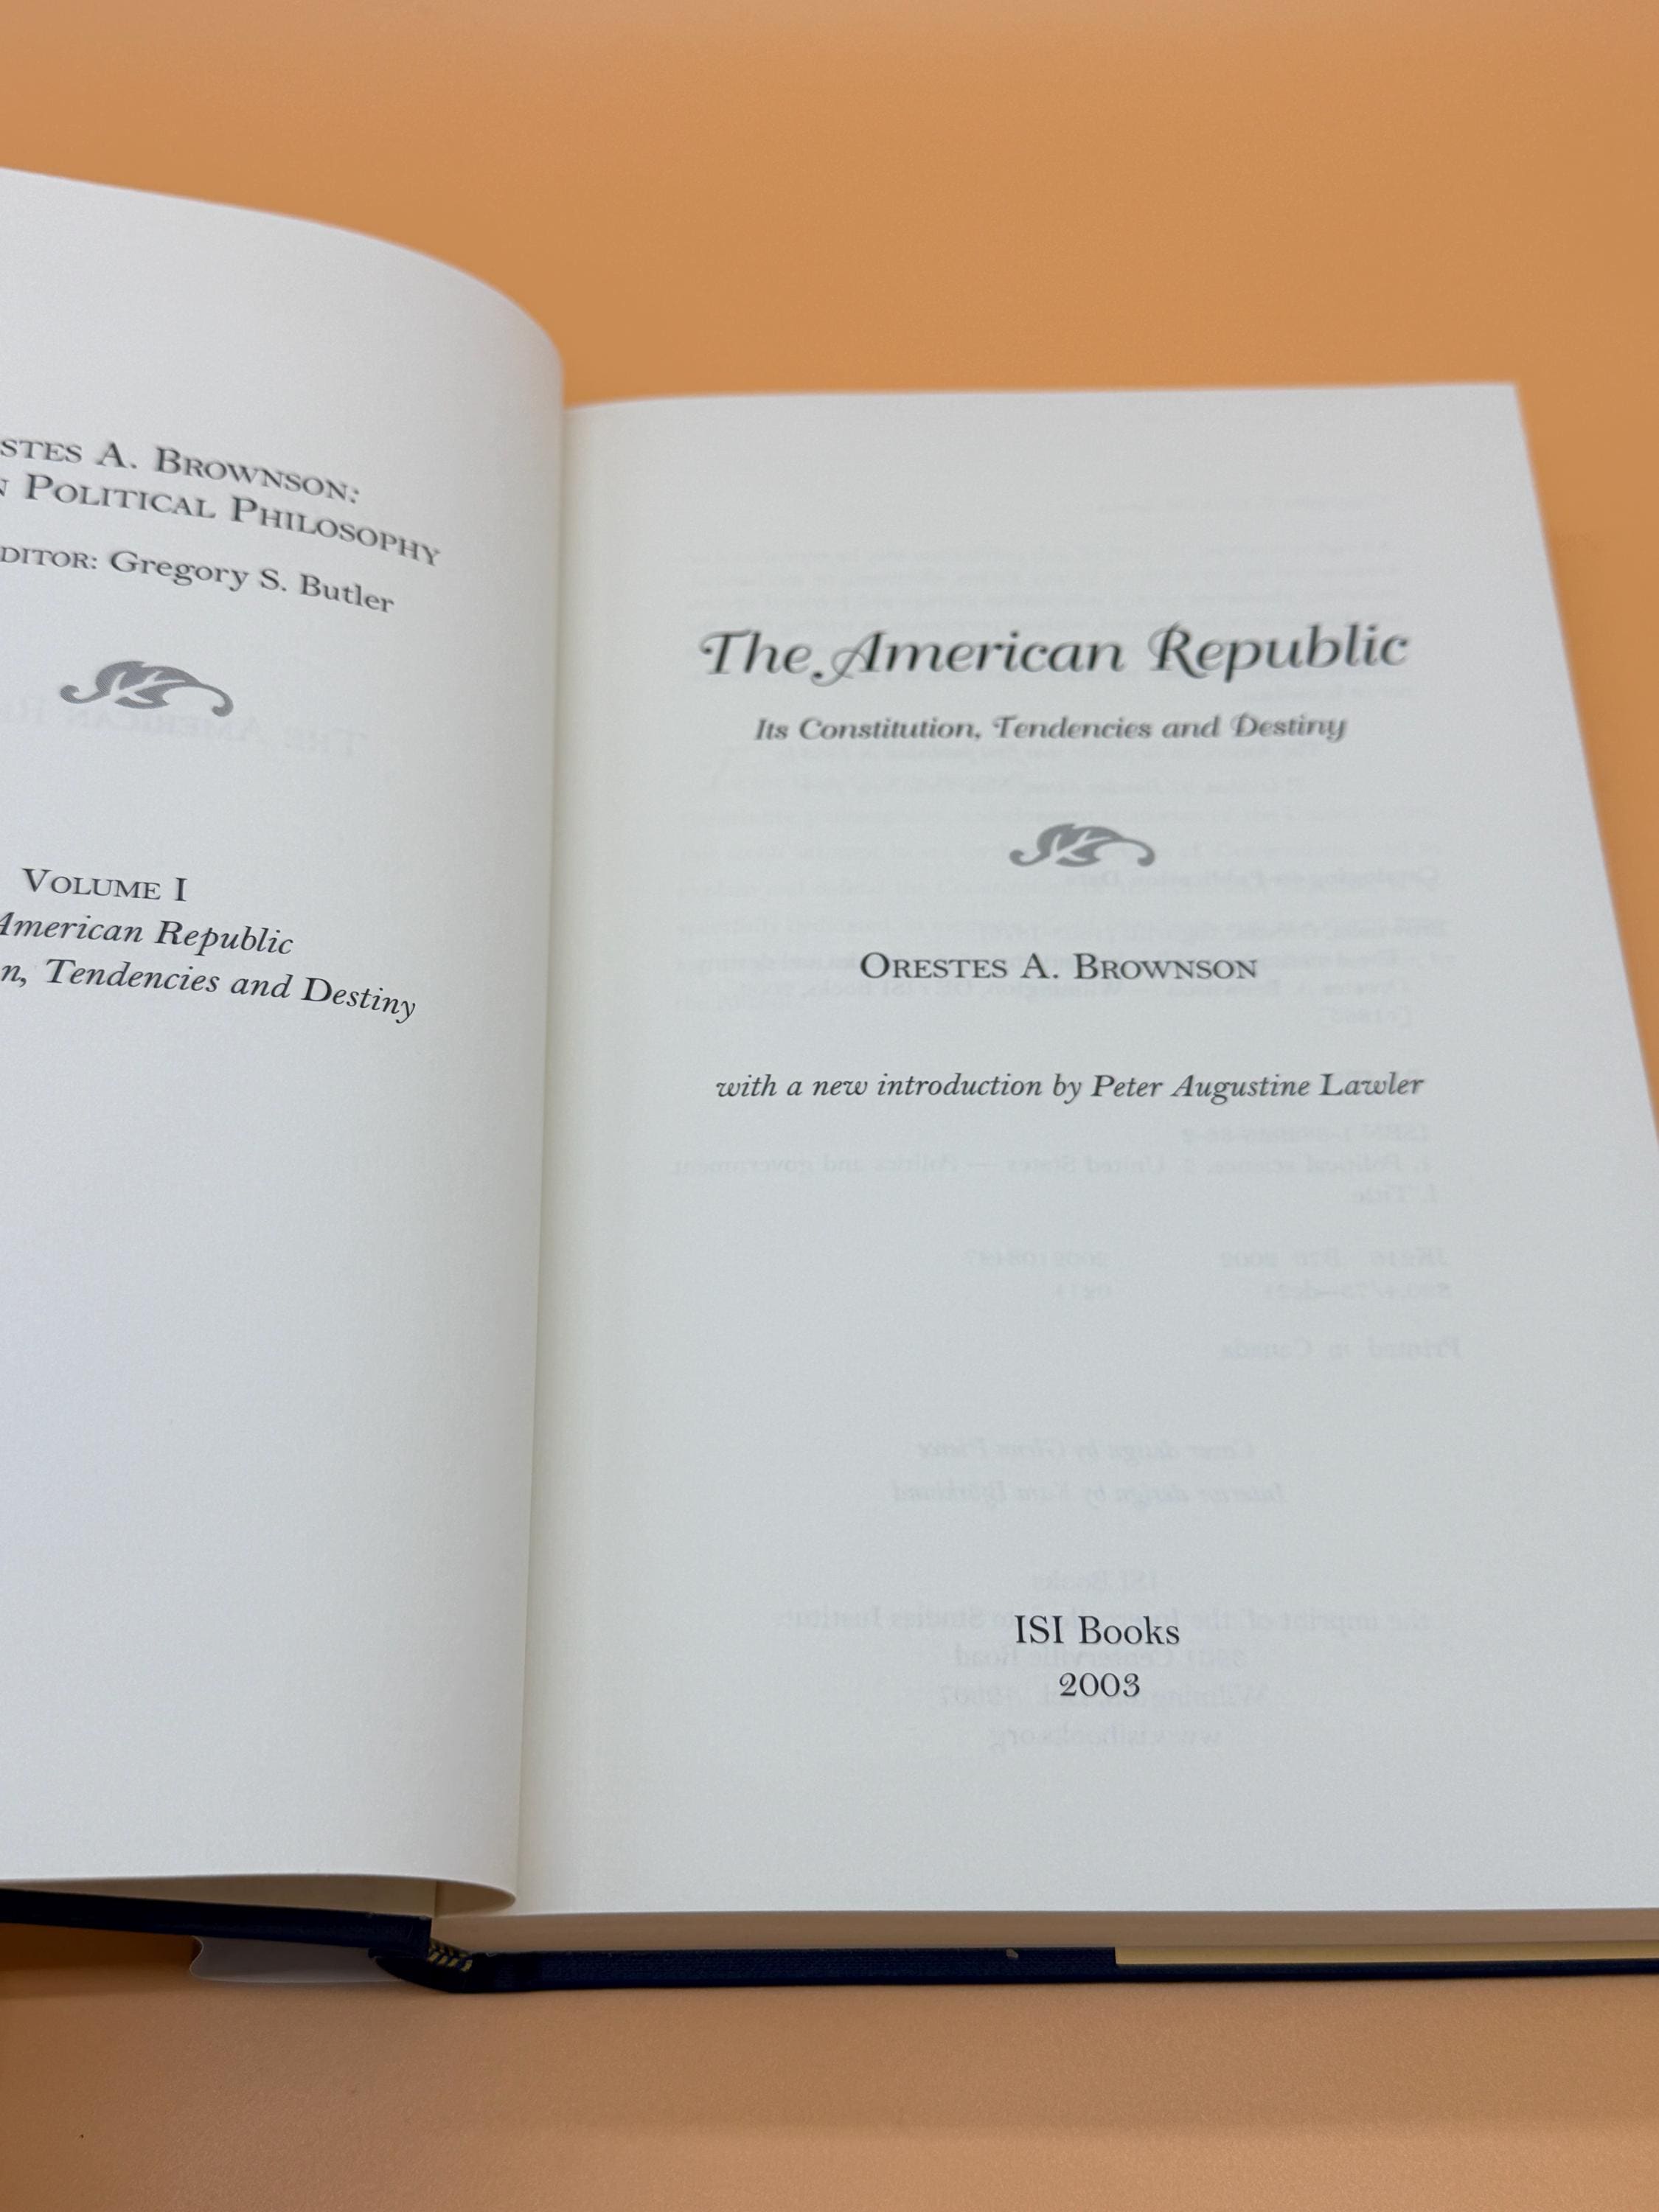 STES A. BROWNSON:
N POLITICAL PHILOSOPHY
DITOR: Gregory S. Butler
VOLUME I
American Republic
n, Tendencies and Destiny
The American Republic
Its Constitution, Tendencies and Destiny
ORESTES A. BROWNSON
with a new introduction by Peter Augustine Lawler
ISI Books
2003